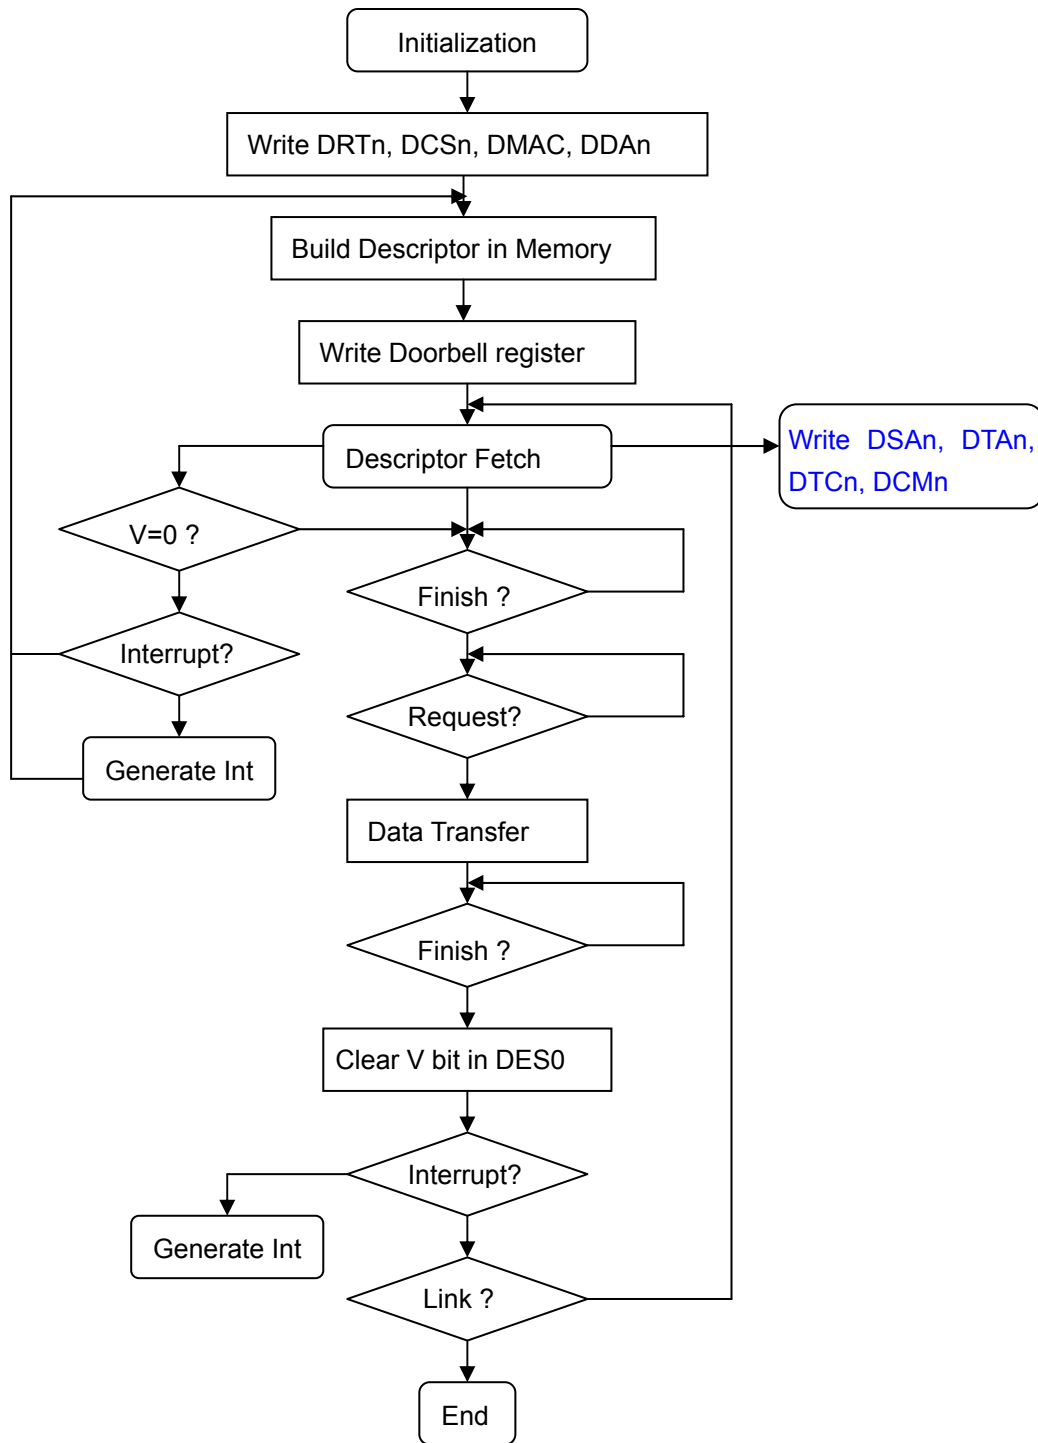 Initialization
Write DRTn, DCSn, DMAC, DDAn
Build Descriptor in Memory
Write Doorbell register
Descriptor Fetch
Write DSAn, DTAn,
DTCn, DCMn
V=0 ?
Finish ?
Interrupt?
Request?
Generate Int
Data Transfer
Finish ?
Clear V bit in DES0
Interrupt?
Generate Int
Link ?
End